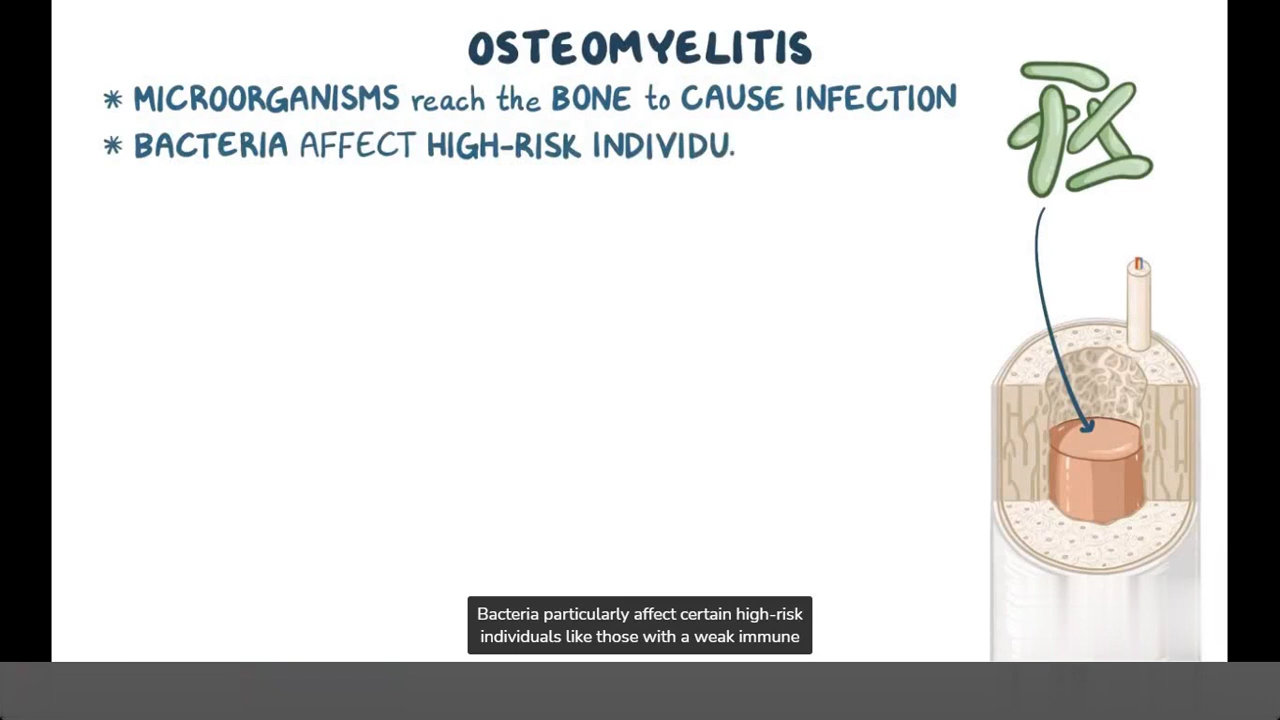 OSTEOMYELITIS
* MICROORGANISMS reach the BONE to CAUSE INFECTION
* BACTERIA AFFECT HIGH-RISK INDIVIDU.
Bacteria particularly affect certain high-risk
individuals like those with a weak immune